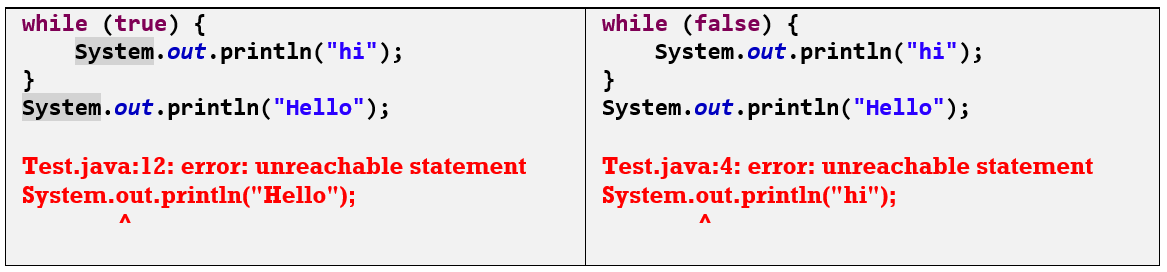 while (true) {
    System.out.println("hi");
}
System.out.println("Hello");
Test.java:12: error: unreachable statement
System.out.println("Hello");
^
while (false) {
    System.out.println("hi");
}
System.out.println("Hello");
Test.java:4: error: unreachable statement
System.out.println("hi");
^